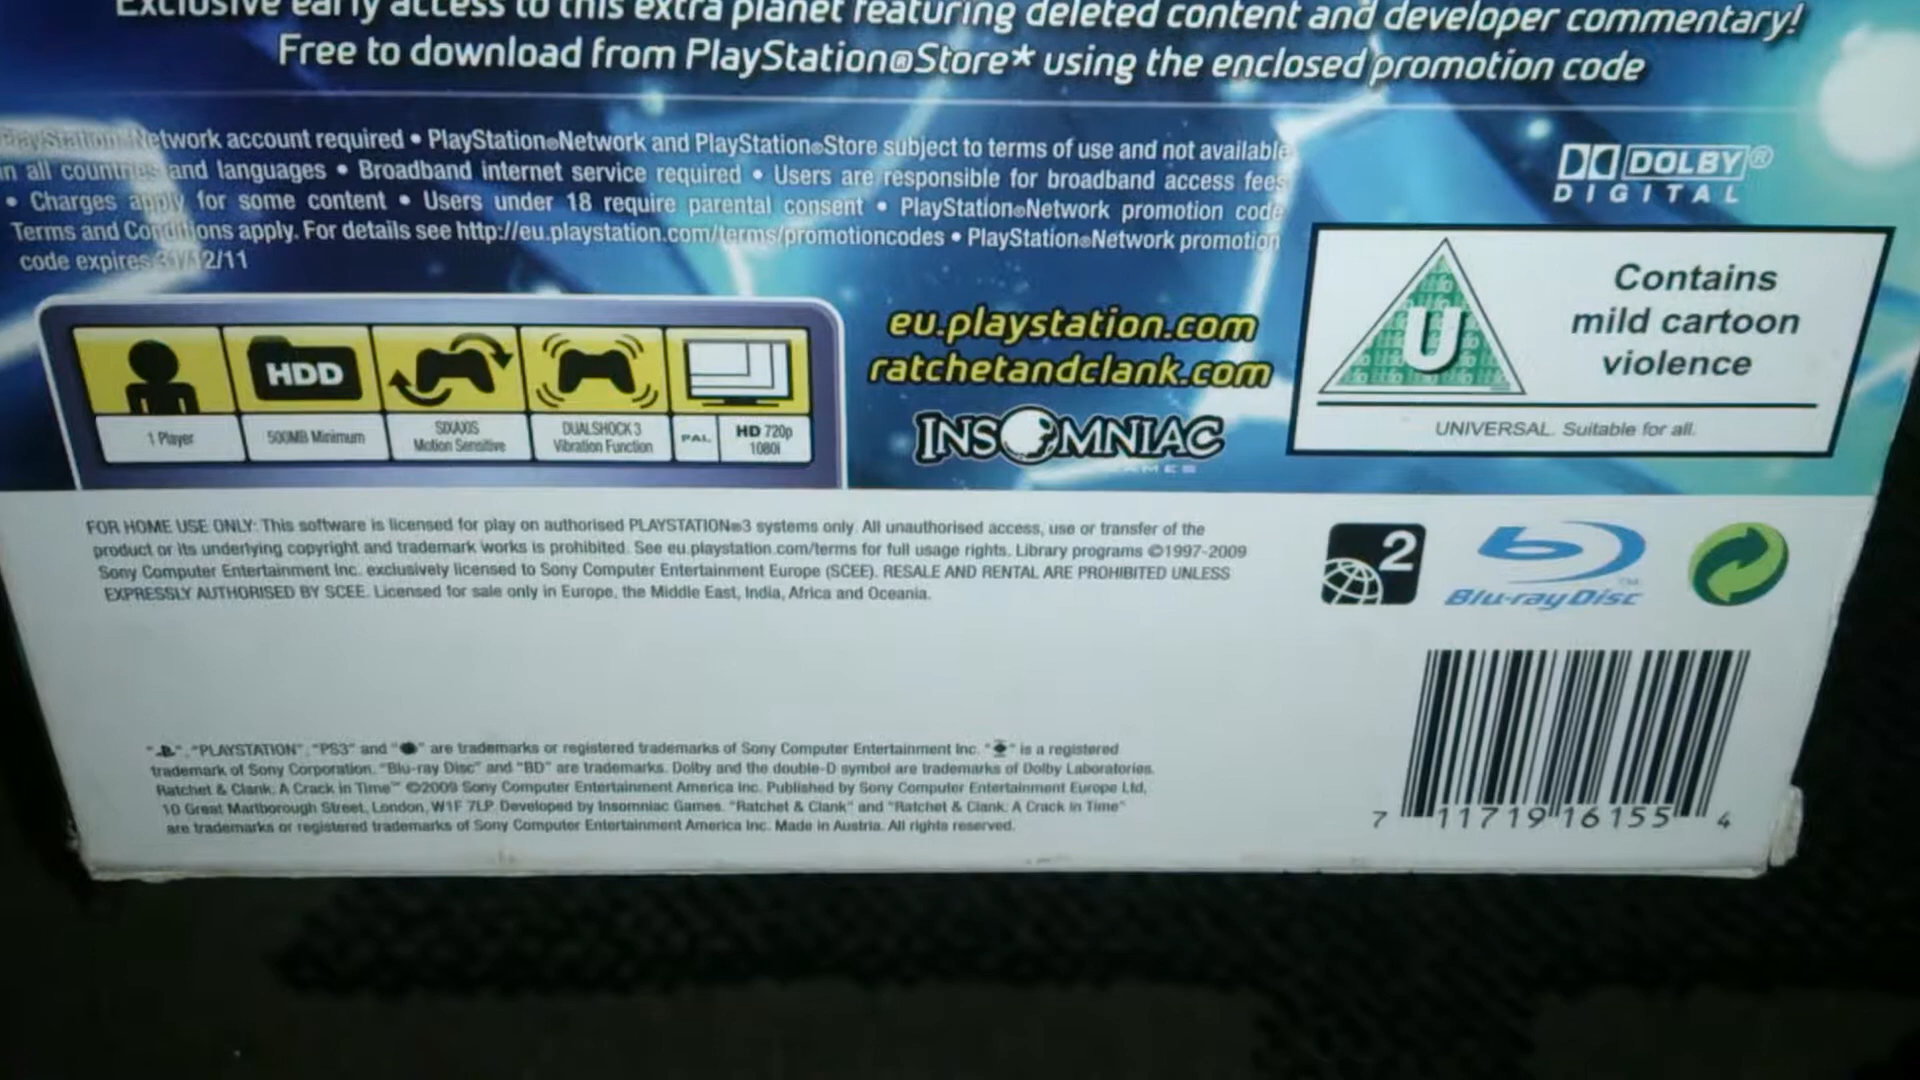 Exclusive early access to this extra planet featuring deleted content and developer commentary!
Free to download from PlayStation®Store* using the enclosed promotion code
PlayStation Network account required • PlayStation®Network and PlayStation®Store subject to terms of use and not available
in all countries and languages • Broadband internet service required • Users are responsible for broadband access fees
• Charges apply for some content • Users under 18 require parental consent • PlayStation®Network promotion code
Terms and Conditions apply. For details see http://eu.playstation.com/terms/promotioncodes • PlayStation®Network promotion
code expires 31/12/11
DOLBY®
DIGITAL
eu.playstation.com
ratchetandclank.com
INSOMNIAC
GAMES
U
Contains
mild cartoon
violence
UNIVERSAL. Suitable for all.
HDD
1 Player
500MB Minimum
SIXAXIS
Motion Sensitive
DUALSHOCK 3
Vibration Function
PAL
HD 720p
1080i
FOR HOME USE ONLY: This software is licensed for play on authorised PLAYSTATION®3 systems only. All unauthorised access, use or transfer of the
product or its underlying copyright and trademark works is prohibited. See eu.playstation.com/terms for full usage rights. Library programs ©1997-2009
Sony Computer Entertainment Inc. exclusively licensed to Sony Computer Entertainment Europe (SCEE). RESALE AND RENTAL ARE PROHIBITED UNLESS
EXPRESSLY AUTHORISED BY SCEE. Licensed for sale only in Europe, the Middle East, India, Africa and Oceania.
2
Blu-ray Disc™
"PLAYSTATION", "PS3" and " " are trademarks or registered trademarks of Sony Computer Entertainment Inc. " " is a registered
trademark of Sony Corporation. "Blu-ray Disc" and "BD" are trademarks. Dolby and the double-D symbol are trademarks of Dolby Laboratories.
Ratchet & Clank: A Crack in Time™ ©2009 Sony Computer Entertainment America Inc. Published by Sony Computer Entertainment Europe Ltd,
10 Great Marlborough Street, London, W1F 7LP. Developed by Insomniac Games. "Ratchet & Clank" and "Ratchet & Clank: A Crack in Time"
are trademarks or registered trademarks of Sony Computer Entertainment America Inc. Made in Austria. All rights reserved.
7 11719 16155 4